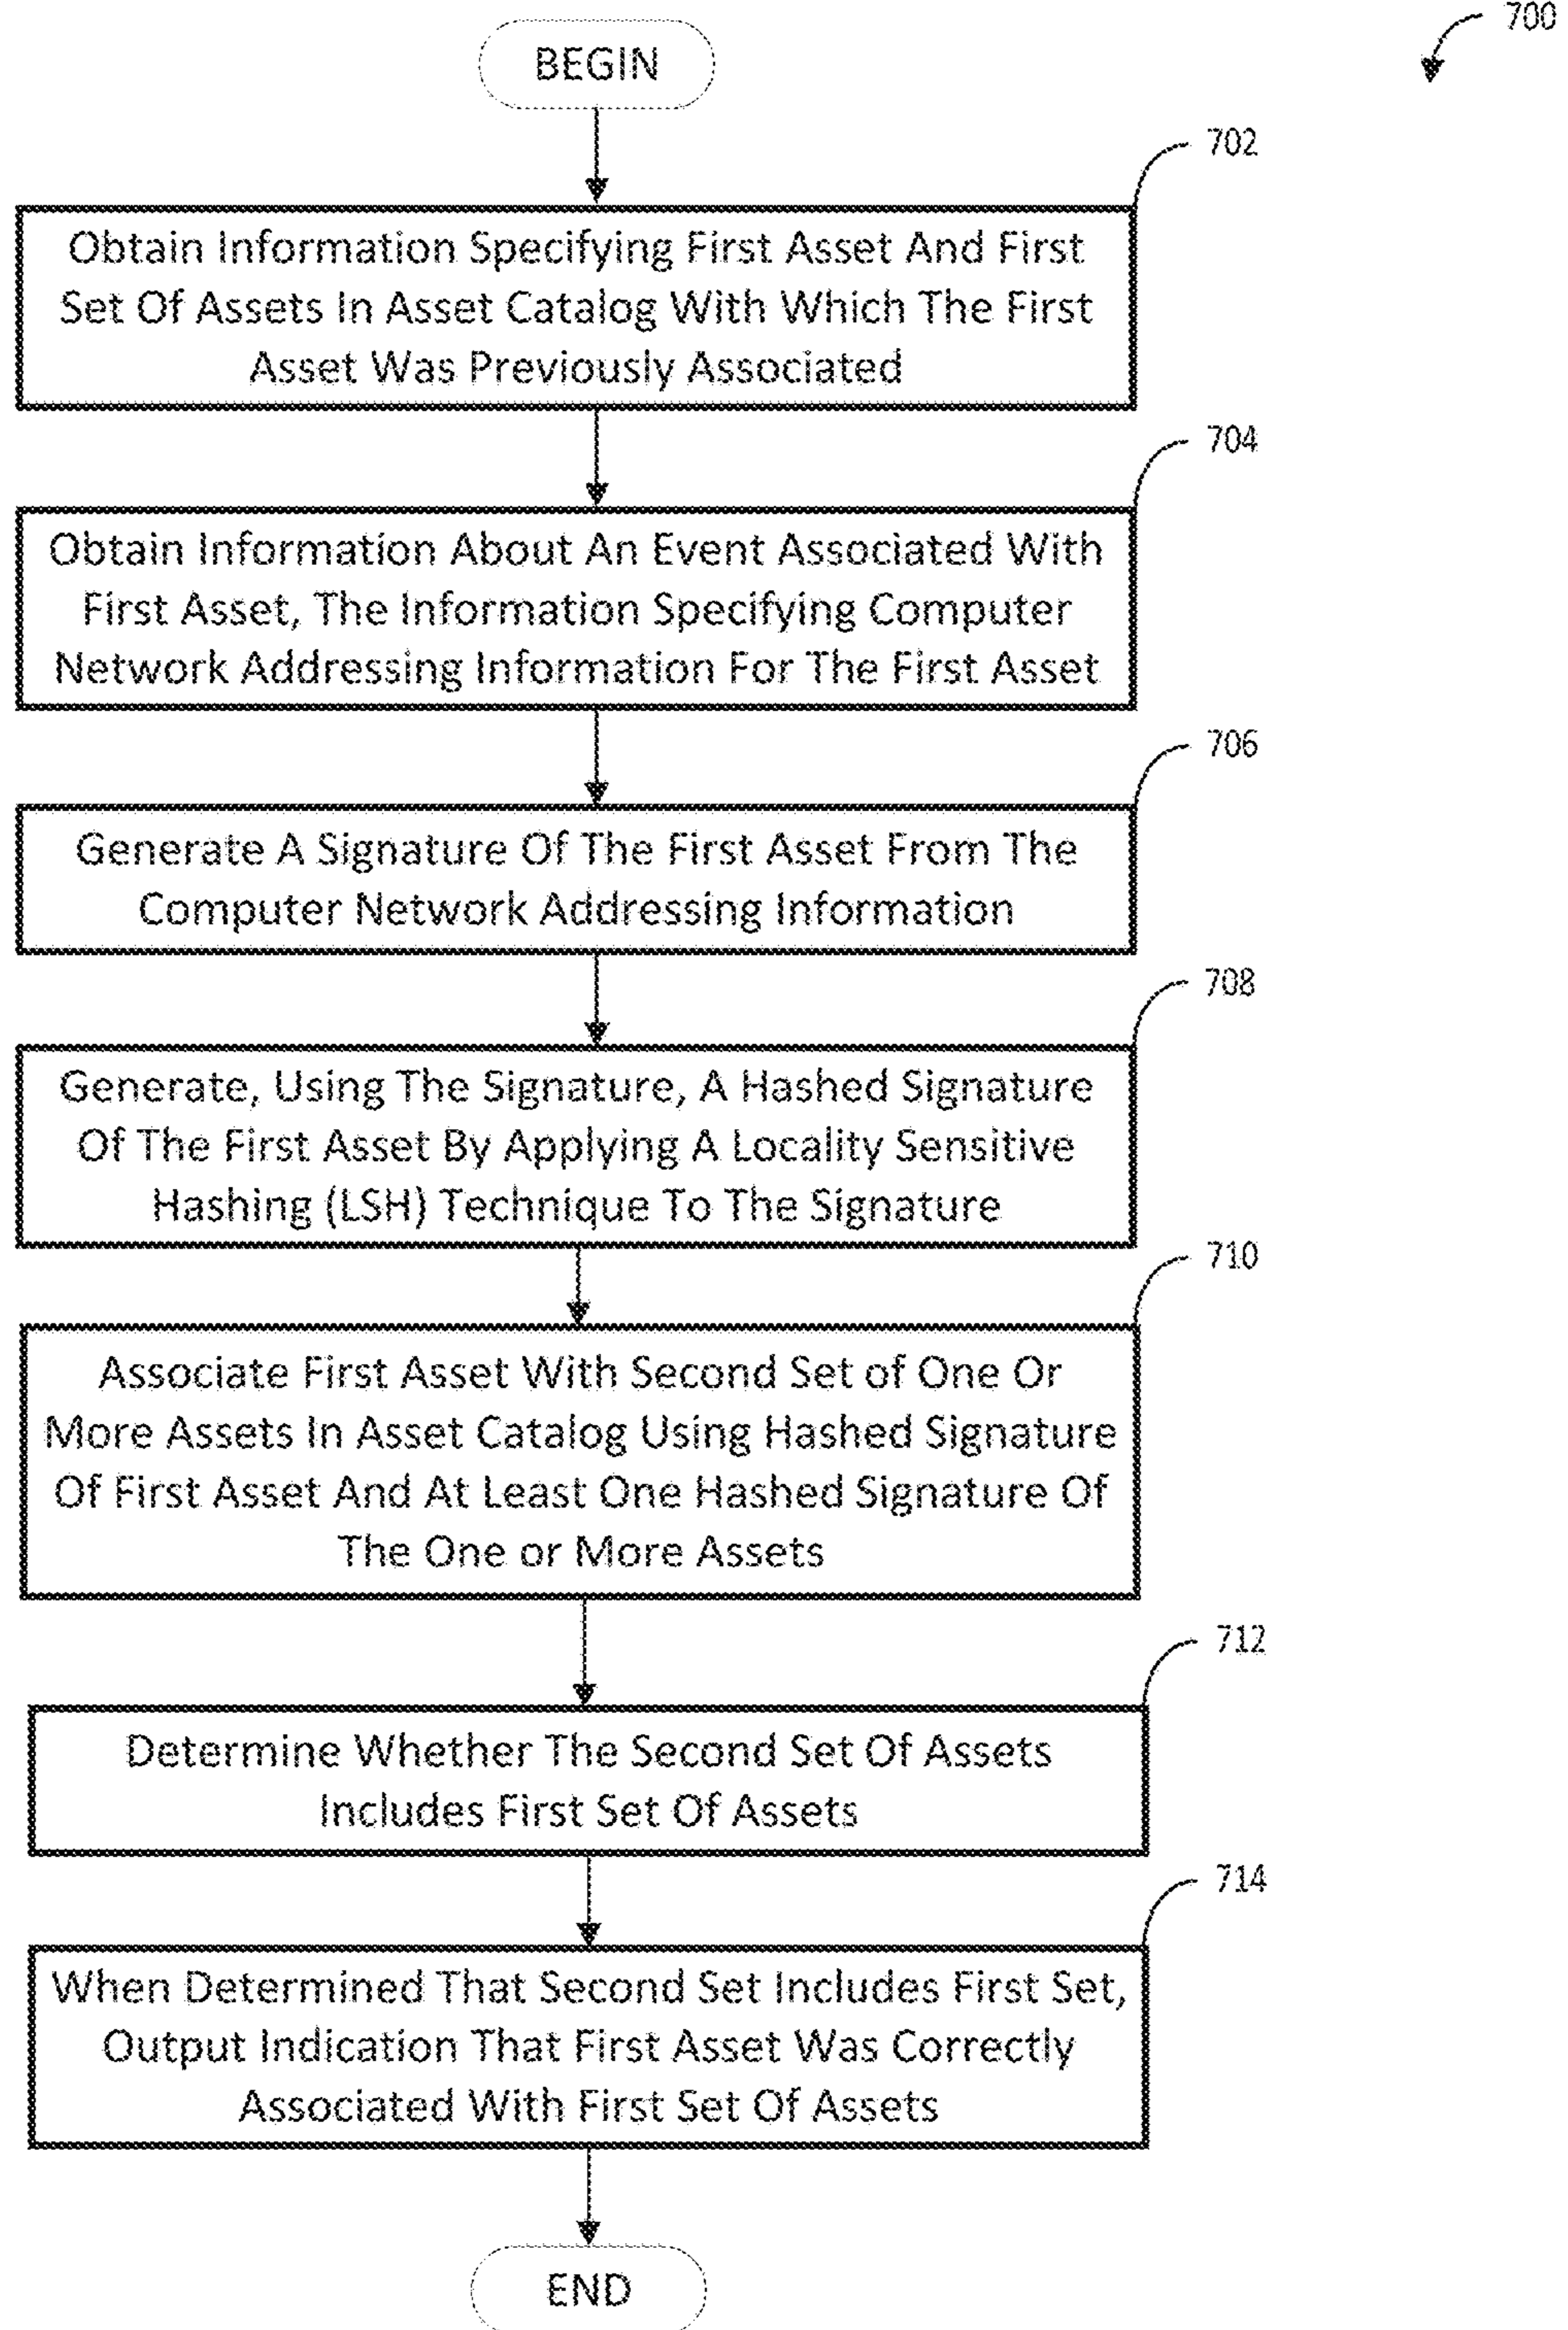 700
BEGIN
702
Obtain Information Specifying First Asset And First
Set Of Assets In Asset Catalog With Which The First
Asset Was Previously Associated
704
Obtain Information About An Event Associated With
First Asset, The Information Specifying Computer
Network Addressing Information For The First Asset
706
Generate A Signature Of The First Asset From The
Computer Network Addressing Information
708
Generate, Using The Signature, A Hashed Signature
Of The First Asset By Applying A Locality Sensitive
Hashing (LSH) Technique To The Signature
710
Associate First Asset With Second Set of One Or
More Assets In Asset Catalog Using Hashed Signature
Of First Asset And At Least One Hashed Signature Of
The One or More Assets
712
Determine Whether The Second Set Of Assets
Includes First Set Of Assets
714
When Determined That Second Set Includes First Set,
Output Indication That First Asset Was Correctly
Associated With First Set Of Assets
END